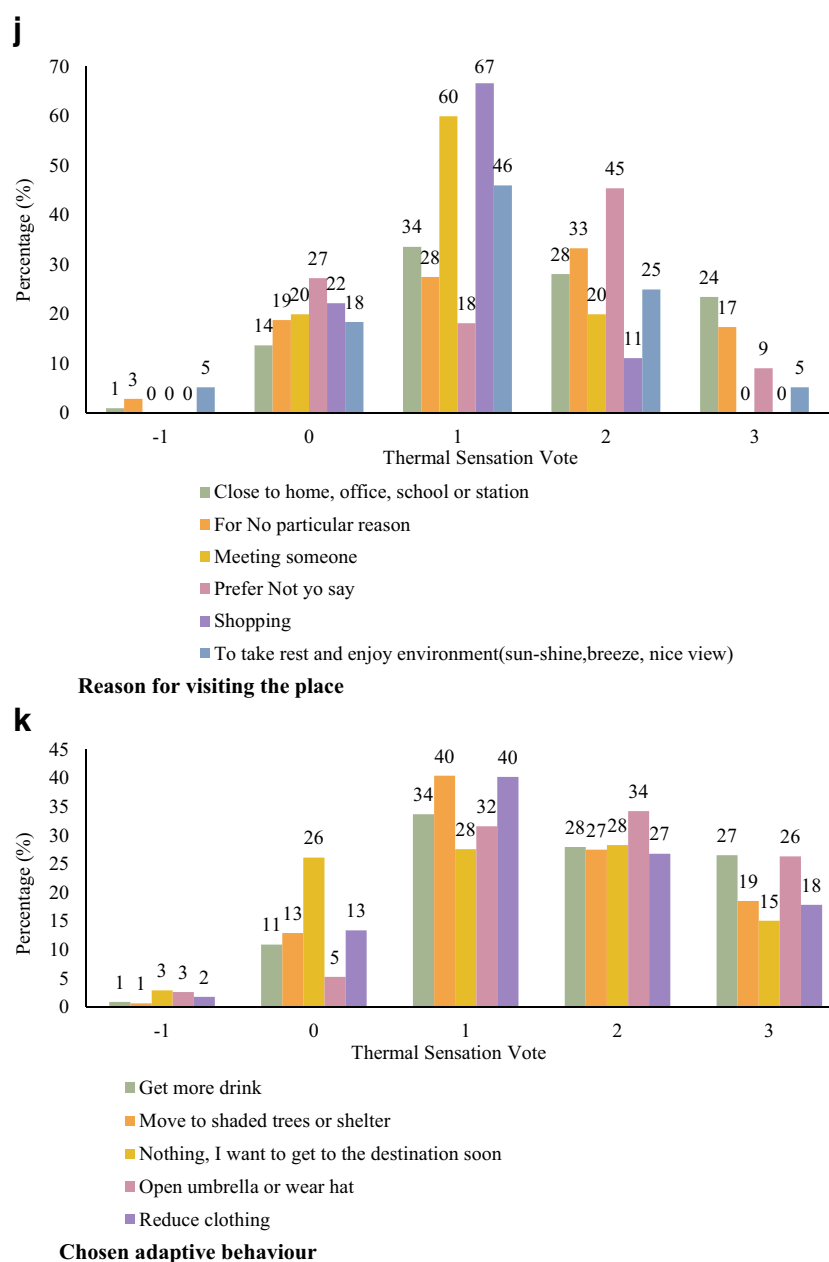 j
70
60
50
40
30
20
10
0
Percentage (%)
1 3 0 0 0 5
14 19 20 27 22 18
34 28 60 18 67 46
28 33 20 45 11 25
24 17 0 9 0 5
-1 0 1 2 3
Thermal Sensation Vote
Close to home, office, school or station
For No particular reason
Meeting someone
Prefer Not yo say
Shopping
To take rest and enjoy environment(sun-shine,breeze, nice view)
Reason for visiting the place
k
45
40
35
30
25
20
15
10
5
0
Percentage (%)
1 1 3 3 2
11 13 26 5 13
34 40 28 32 40
28 27 28 34 27
27 19 15 26 18
-1 0 1 2 3
Thermal Sensation Vote
Get more drink
Move to shaded trees or shelter
Nothing, I want to get to the destination soon
Open umbrella or wear hat
Reduce clothing
Chosen adaptive behaviour